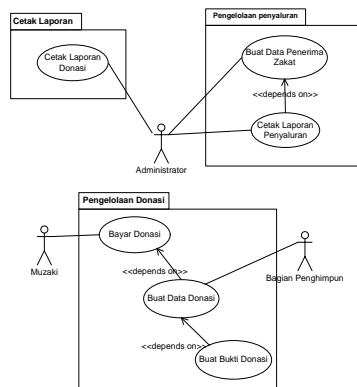 Cetak Laporan
Cetak Laporan
Donasi
Pengelolaan penyaluran
Buat Data Penerima
Zakat
<<depends on>>
Cetak Laporan
Penyaluran
Administrator
Pengelolaan Donasi
Bayar Donasi
Muzaki
<<depends on>>
Buat Data Donasi
Bagian Penghimpun
<<depends on>>
Buat Bukti Donasi